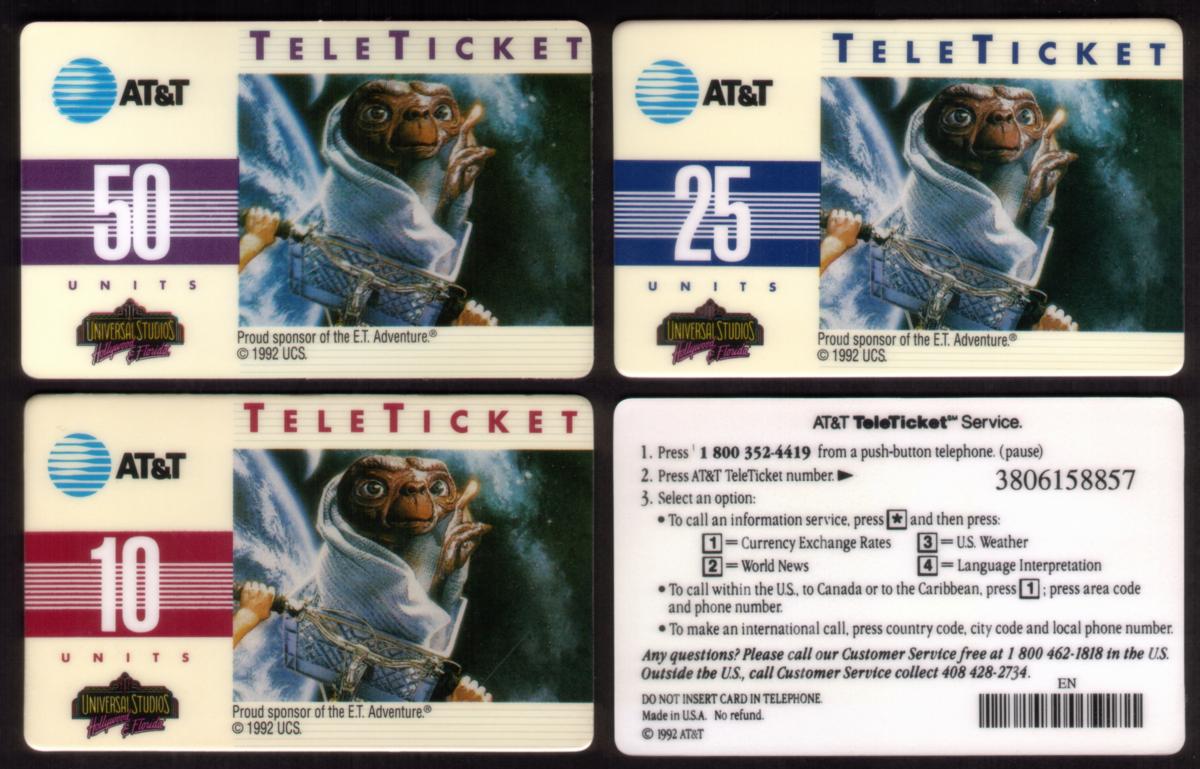 TELETICKET
AT&T
50
UNITS
UNIVERSAL STUDIOS
Hollywood
& Florida
Proud sponsor of the E.T. Adventure.®
© 1992 UCS.
TELETICKET
AT&T
25
UNITS
UNIVERSAL STUDIOS
Hollywood
& Florida
Proud sponsor of the E.T. Adventure.®
© 1992 UCS.
TELETICKET
AT&T
10
UNITS
UNIVERSAL STUDIOS
Hollywood
& Florida
Proud sponsor of the E.T. Adventure.®
© 1992 UCS.
AT&T TeleTicket℠ Service.
1. Press 1 800 352-4419 from a push-button telephone. (pause)
2. Press AT&T TeleTicket number. ► 3806158857
3. Select an option:
• To call an information service, press * and then press:
1 = Currency Exchange Rates 3 = U.S. Weather
2 = World News 4 = Language Interpretation
• To call within the U.S., to Canada or to the Caribbean, press 1; press area code
and phone number.
• To make an international call, press country code, city code and local phone number.
Any questions? Please call our Customer Service free at 1 800 462-1818 in the U.S.
Outside the U.S., call Customer Service collect 408 428-2734.
EN
DO NOT INSERT CARD IN TELEPHONE.
Made in U.S.A. No refund.
© 1992 AT&T